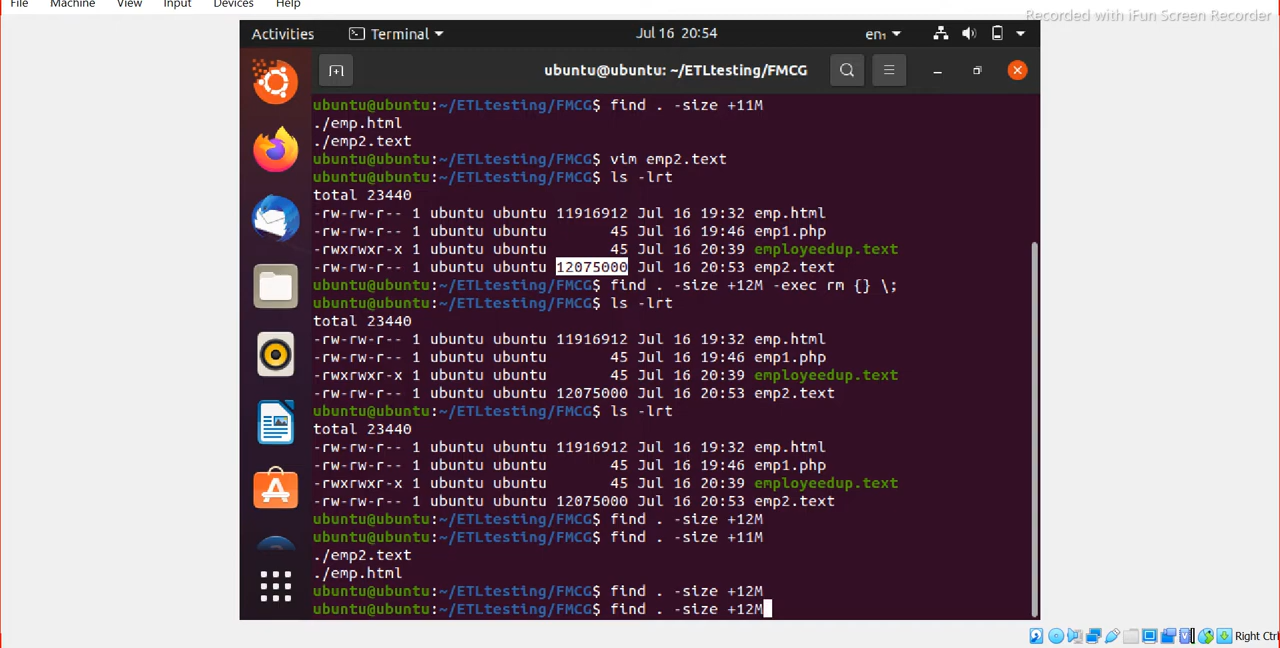 File Machine View Input Devices Help
Recorded with iFun Screen Recorder
Activities Terminal Jul 16 20:54 en₁
ubuntu@ubuntu: ~/ETLtesting/FMCG
ubuntu@ubuntu:~/ETLtesting/FMCG$ find . -size +11M
./emp.html
./emp2.text
ubuntu@ubuntu:~/ETLtesting/FMCG$ vim emp2.text
ubuntu@ubuntu:~/ETLtesting/FMCG$ ls -lrt
total 23440
-rw-rw-r-- 1 ubuntu ubuntu 11916912 Jul 16 19:32 emp.html
-rw-rw-r-- 1 ubuntu ubuntu       45 Jul 16 19:46 emp1.php
-rwxrwxr-x 1 ubuntu ubuntu       45 Jul 16 20:39 employeedup.text
-rw-rw-r-- 1 ubuntu ubuntu 12075000 Jul 16 20:53 emp2.text
ubuntu@ubuntu:~/ETLtesting/FMCG$ find . -size +12M -exec rm {} \;
ubuntu@ubuntu:~/ETLtesting/FMCG$ ls -lrt
total 23440
-rw-rw-r-- 1 ubuntu ubuntu 11916912 Jul 16 19:32 emp.html
-rw-rw-r-- 1 ubuntu ubuntu       45 Jul 16 19:46 emp1.php
-rwxrwxr-x 1 ubuntu ubuntu       45 Jul 16 20:39 employeedup.text
-rw-rw-r-- 1 ubuntu ubuntu 12075000 Jul 16 20:53 emp2.text
ubuntu@ubuntu:~/ETLtesting/FMCG$ ls -lrt
total 23440
-rw-rw-r-- 1 ubuntu ubuntu 11916912 Jul 16 19:32 emp.html
-rw-rw-r-- 1 ubuntu ubuntu       45 Jul 16 19:46 emp1.php
-rwxrwxr-x 1 ubuntu ubuntu       45 Jul 16 20:39 employeedup.text
-rw-rw-r-- 1 ubuntu ubuntu 12075000 Jul 16 20:53 emp2.text
ubuntu@ubuntu:~/ETLtesting/FMCG$ find . -size +12M
ubuntu@ubuntu:~/ETLtesting/FMCG$ find . -size +11M
./emp2.text
./emp.html
ubuntu@ubuntu:~/ETLtesting/FMCG$ find . -size +12M
ubuntu@ubuntu:~/ETLtesting/FMCG$ find . -size +12M
Right Ctrl